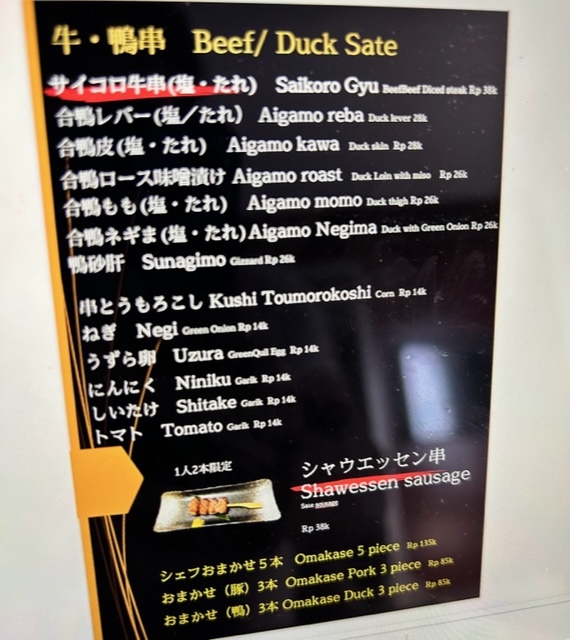 牛・鴨串 Beef/ Duck Sate
サイコロ牛串(塩・たれ) Saikoro Gyu BeefBeef Diced steak Rp 38k
合鴨レバー(塩／たれ) Aigamo reba Duck lever 28k
合鴨皮(塩・たれ) Aigamo kawa Duck skin Rp 28k
合鴨ロース味噌漬け Aigamo roast Duck Loin with miso Rp 26k
合鴨もも(塩・たれ) Aigamo momo Duck thigh Rp 26k
合鴨ネギま(塩・たれ) Aigamo Negima Duck with Green Onion Rp 26k
鴨砂肝 Sunagimo Gizzard Rp 26k
串とうもろこし Kushi Toumorokoshi Corn Rp 14k
ねぎ Negi Green Onion Rp 14k
うずら卵 Uzura GreenQuil Egg Rp 14k
にんにく Niniku Garlk Rp 14k
しいたけ Shitake Garlk Rp 14k
トマト Tomato Garlk Rp 14k
1人2本限定
シャウエッセン串
Shawessen sausage
Sate sousage
Rp 38k
シェフおまかせ５本 Omakase 5 piece Rp 135k
おまかせ（豚）3本 Omakase Pork 3 piece Rp 85k
おまかせ（鴨）3本 Omakase Duck 3 piece Rp 85k